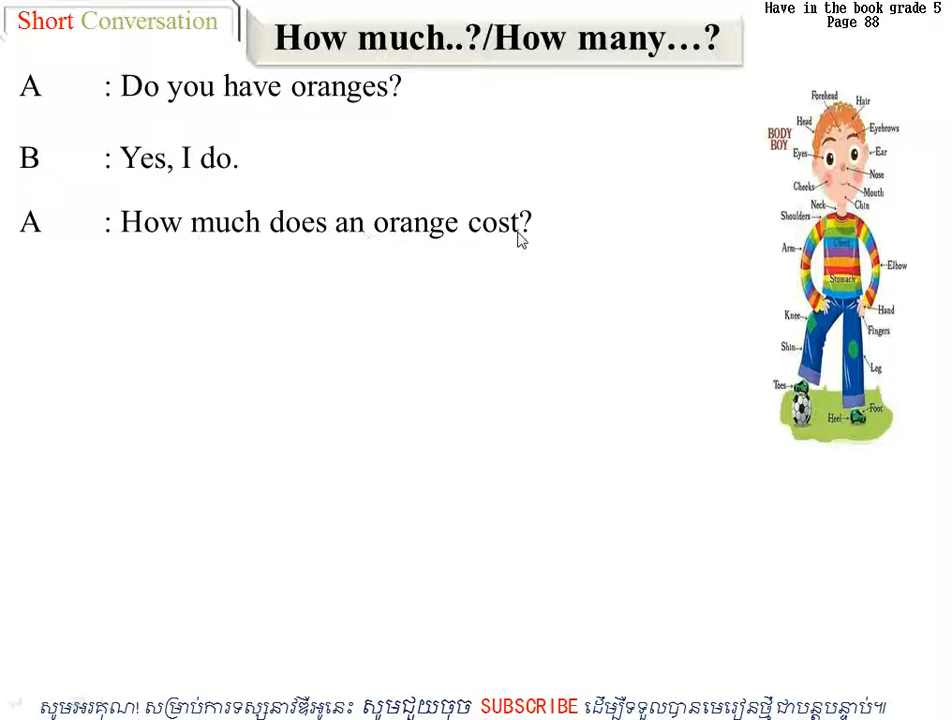 Short Conversation
How much..?/How many…?
Have in the book grade 5
Page 88
A : Do you have oranges?
B : Yes, I do.
A : How much does an orange cost?
BODY
BOY
Forehead
Hair
Head
Eyebrows
Eyes
Ear
Nose
Cheeks
Mouth
Neck
Chin
Shoulders
Chest
Arm
Elbow
Stomach
Hand
Knee
Fingers
Shin
Leg
Toes
Foot
Heel
សូមអរគុណ! សម្រាប់ការទស្សនាវីឌីអូនេះ សូមជួយចុច SUBSCRIBE ដើម្បីទទួលបានមេរៀនថ្មី ជាបន្តបន្ទាប់៕